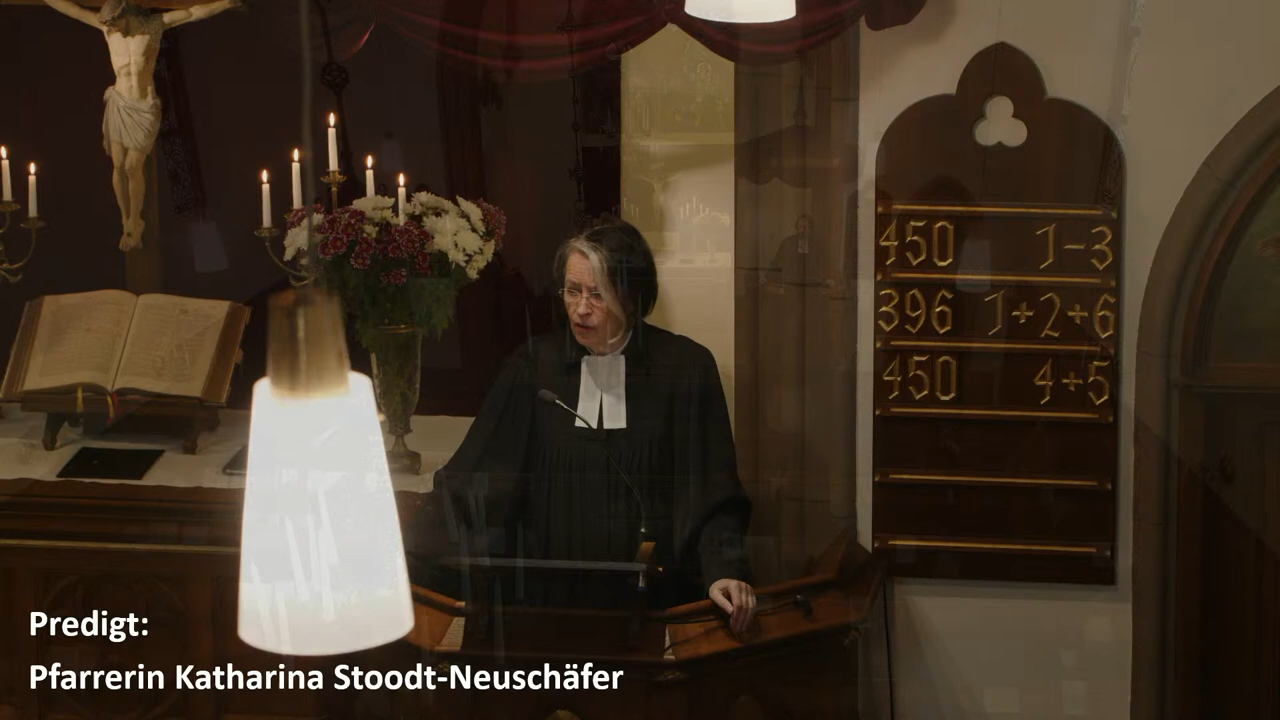 450 1-3
396 1+2+6
450 4+5
Predigt:
Pfarrerin Katharina Stoodt-Neuschäfer